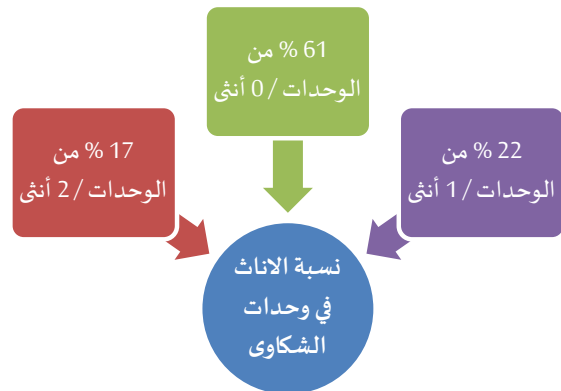 61 % من
الوحدات / 0 أنثى
22 % من
الوحدات / 1 أنثى
17 % من
الوحدات / 2 أنثى
نسبة الاناث
في وحدات
الشكاوى